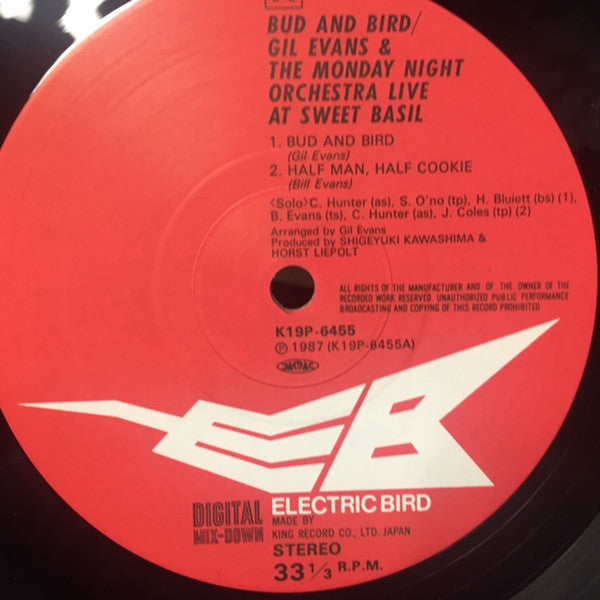 BUD AND BIRD/
GIL EVANS &
THE MONDAY NIGHT
ORCHESTRA LIVE
AT SWEET BASIL
1. BUD AND BIRD
(Gil Evans)
2. HALF MAN, HALF COOKIE
(Bill Evans)
<Solo>C. Hunter (as), S. O'no (tp), H. Bluiett (bs) (1),
B. Evans (ts), C. Hunter (as), J. Coles (tp) (2)
Arranged by Gil Evans
Produced by SHIGEYUKI KAWASHIMA &
HORST LIEPOLT
ALL RIGHTS OF THE MANUFACTURER AND OF THE OWNER OF THE
RECORDED WORK RESERVED UNAUTHORIZED PUBLIC PERFORMANCE
BROADCASTING AND COPYING OF THIS RECORD PROHIBITED
K19P-6455
Ⓟ 1987 (K19P-6455A)
JASRAC
EB
DIGITAL
MIX-DOWN
ELECTRIC BIRD
MADE BY
KING RECORD CO., LTD. JAPAN
STEREO
33 1/3 R.P.M.